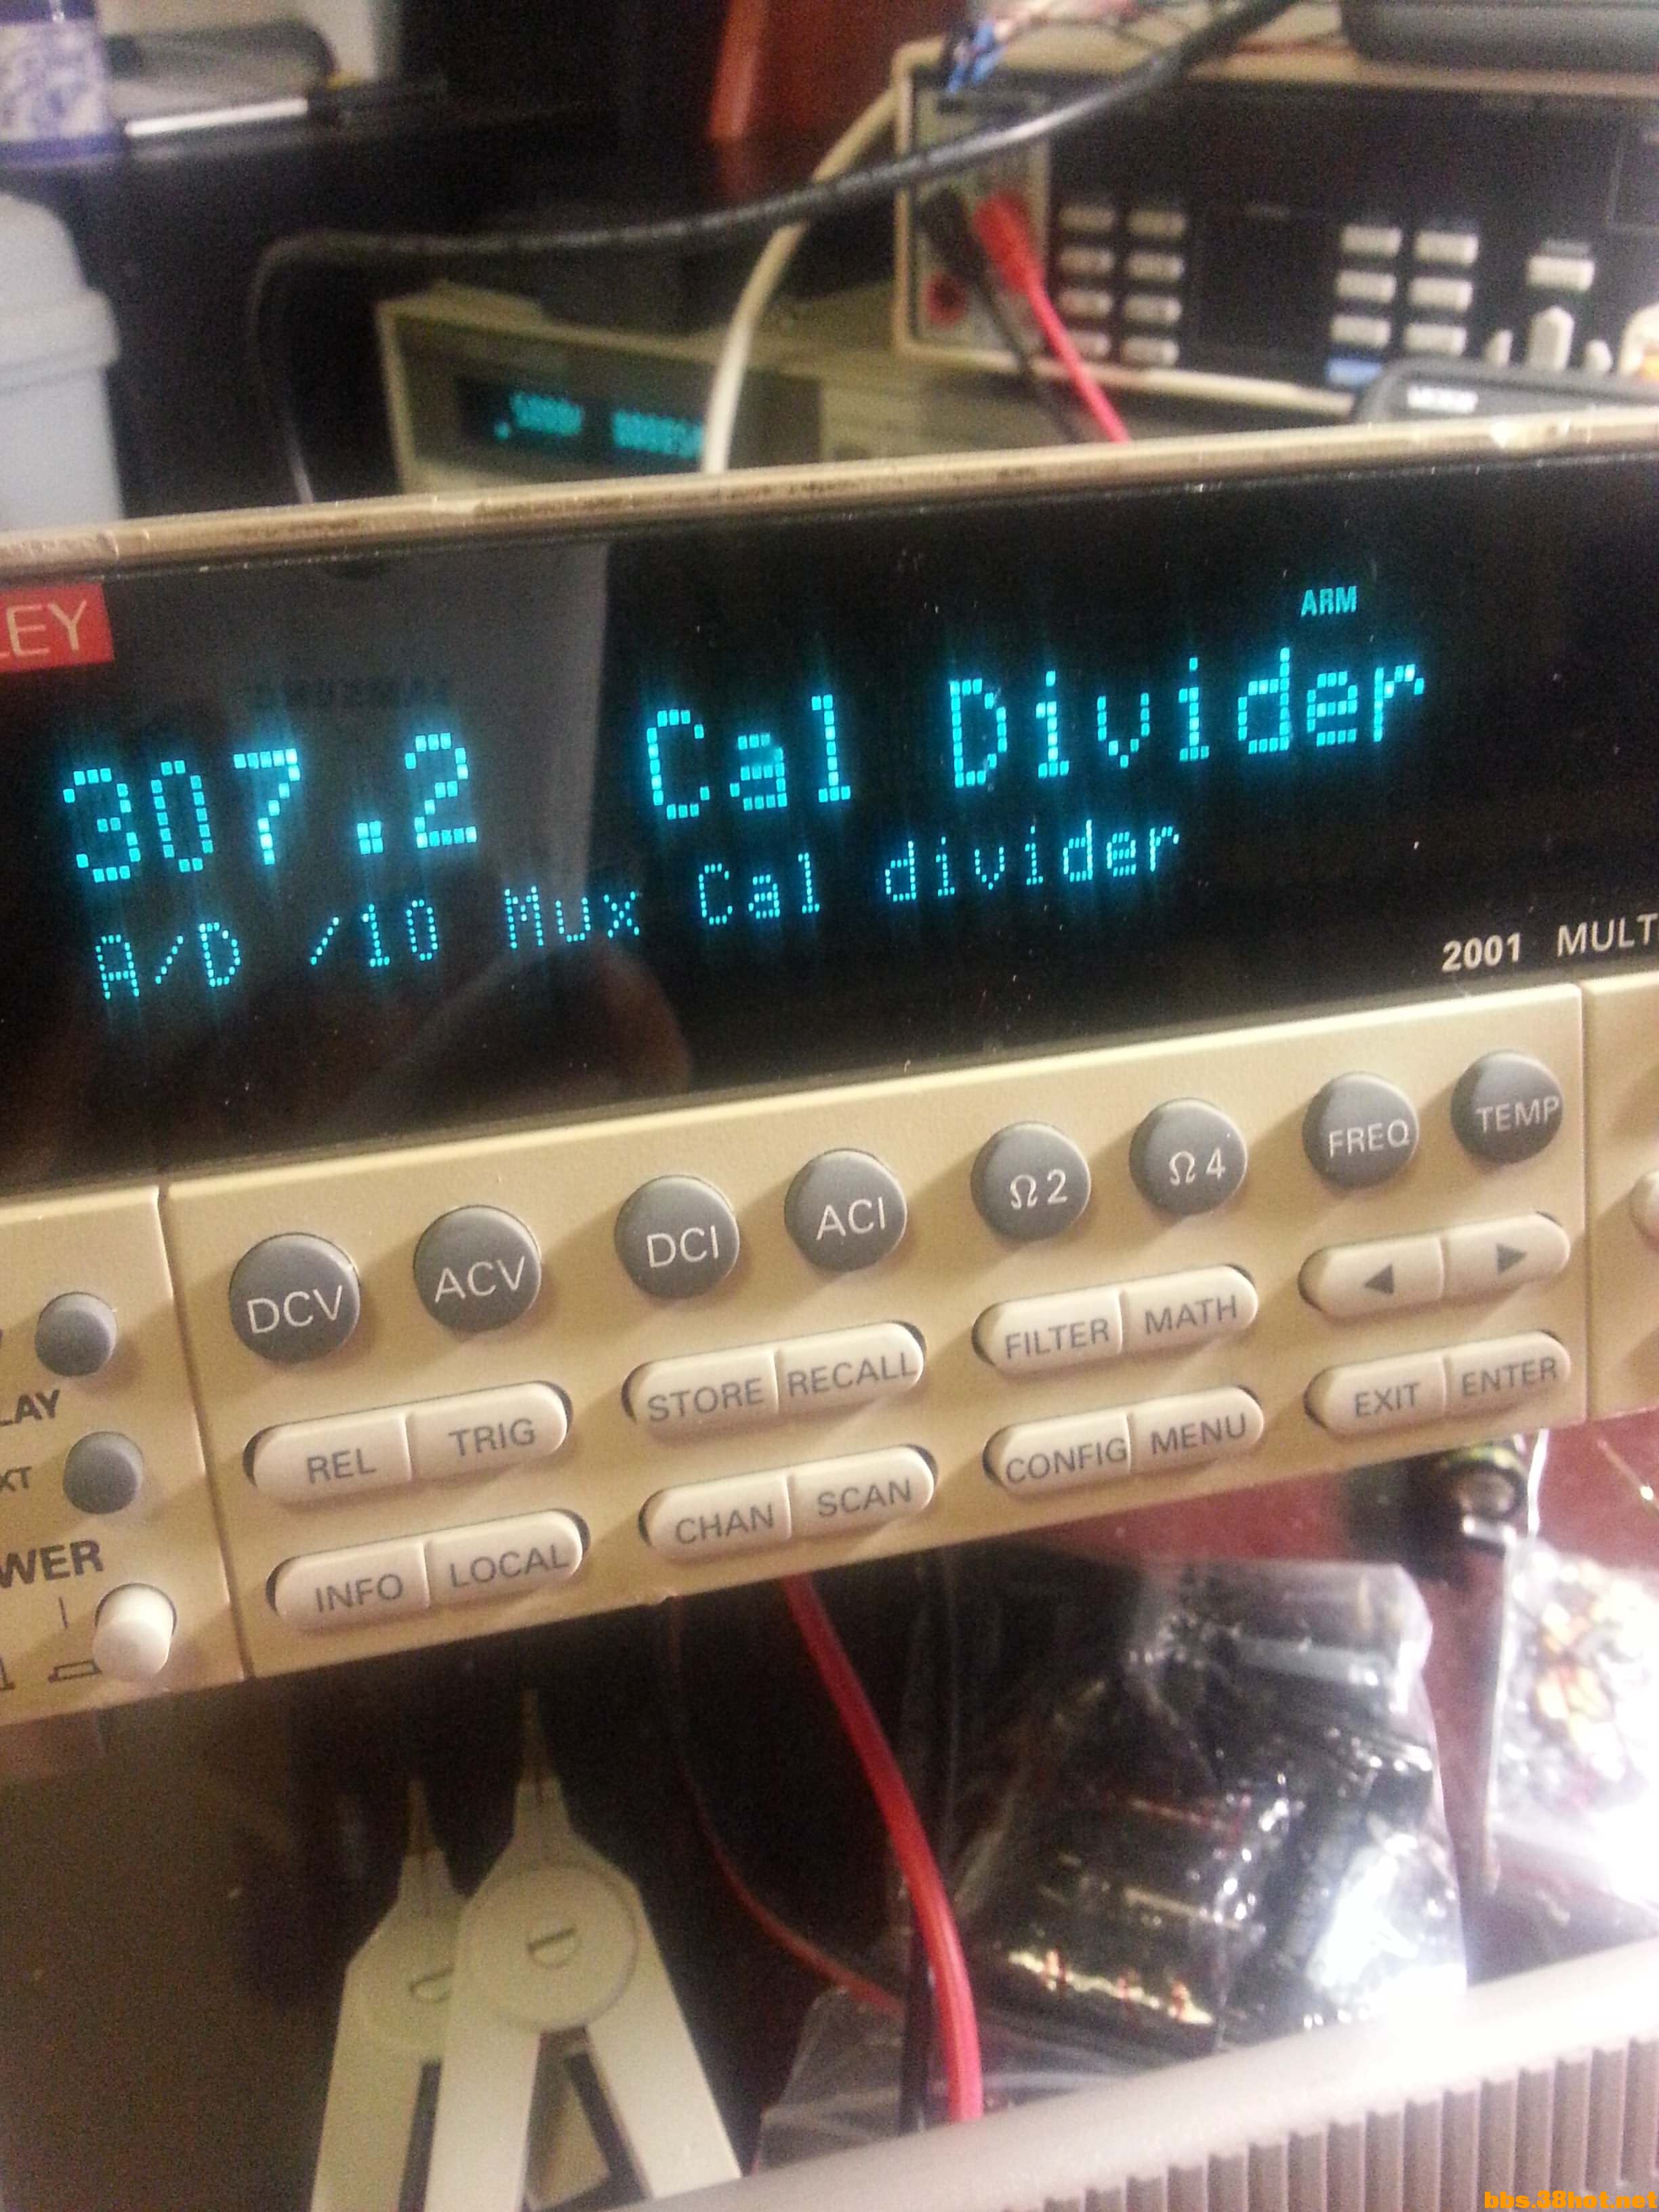 LEY
ARM
307.2 Cal Divider
A/D /10 Mux Cal divider
2001 MULT
DCV ACV DCI ACI Ω2 Ω4 FREQ TEMP
LAY
REL TRIG STORE RECALL FILTER MATH ◀ ▶
XT
INFO LOCAL CHAN SCAN CONFIG MENU EXIT ENTER
WER
D
D
bbs.38hot.net